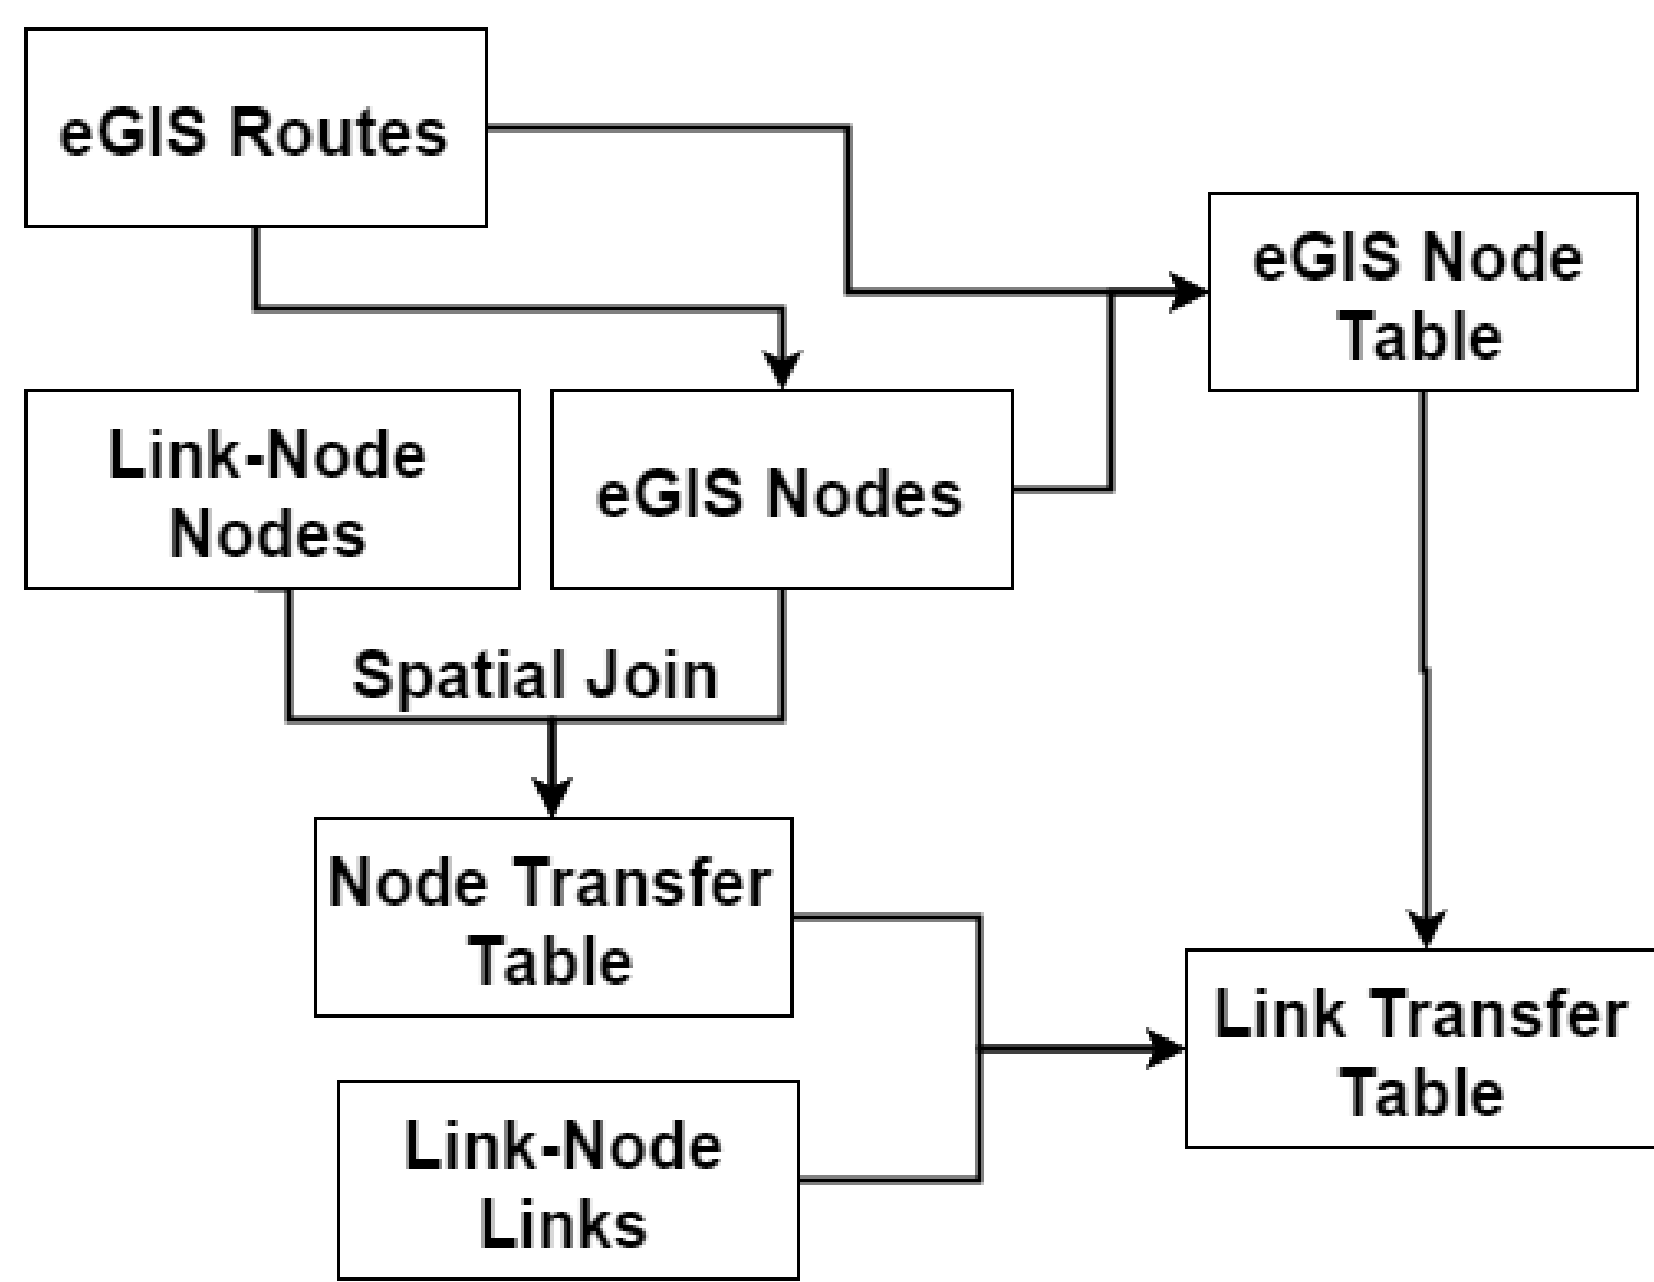 eGIS Routes
eGIS Node
Table
Link-Node
Nodes
eGIS Nodes
Spatial Join
Node Transfer
Table
Link Transfer
Table
Link-Node
Links